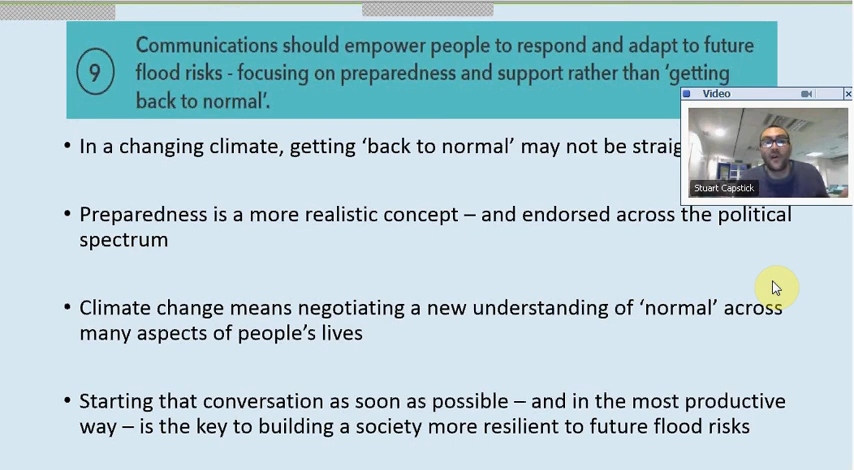 9
Communications should empower people to respond and adapt to future
flood risks - focusing on preparedness and support rather than ‘getting
back to normal’.
Video
Stuart Capstick
• In a changing climate, getting ‘back to normal’ may not be
• Preparedness is a more realistic concept – and endorsed across the political
spectrum
• Climate change means negotiating a new understanding of ‘normal’ across
many aspects of people’s lives
• Starting that conversation as soon as possible – and in the most productive
way – is the key to building a society more resilient to future flood risks